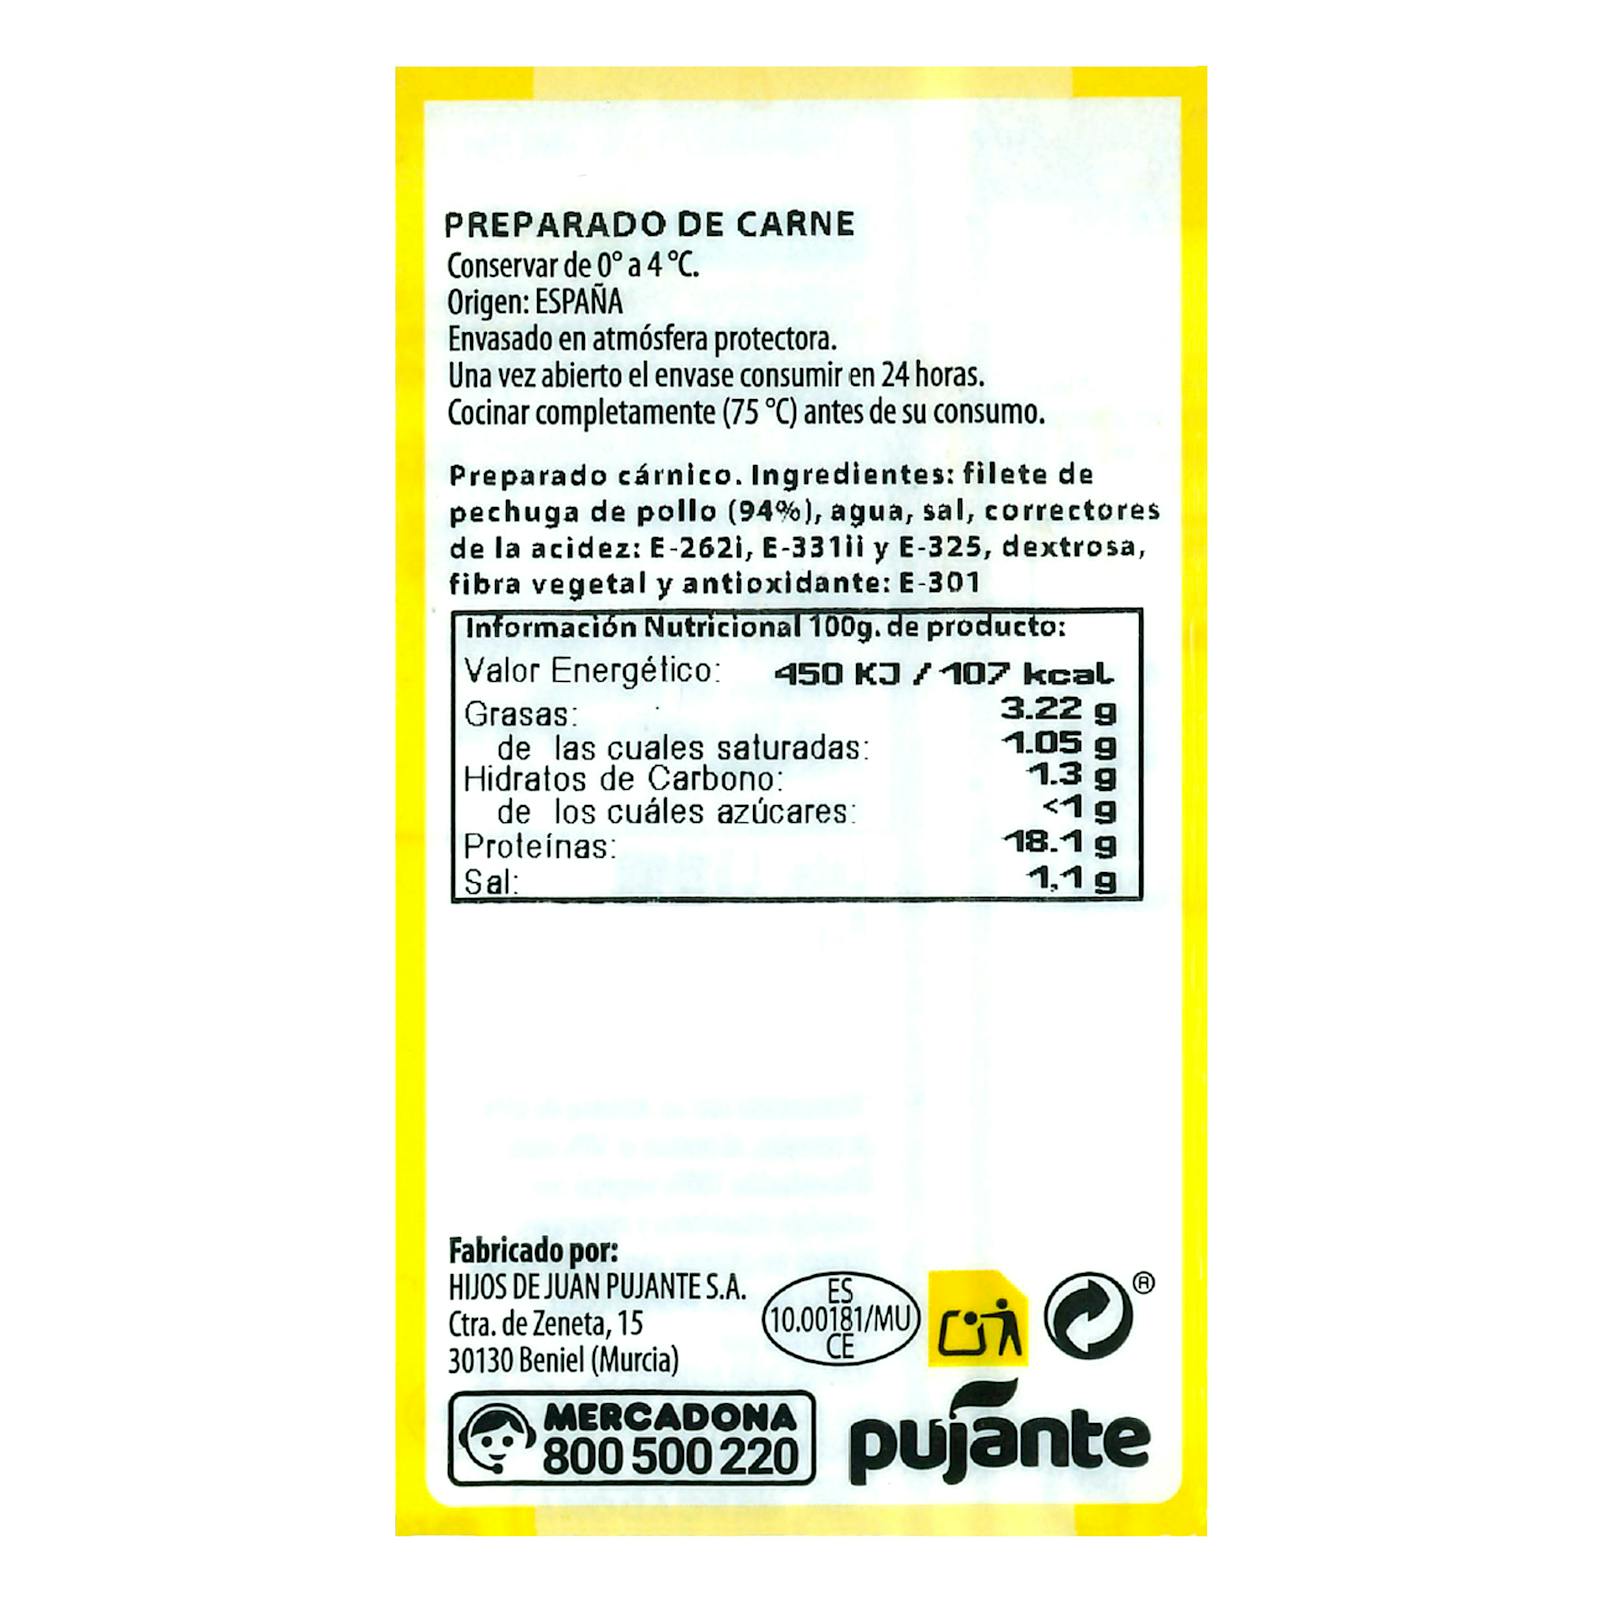 PREPARADO DE CARNE
Conservar de 0° a 4 °C.
Origen: ESPAÑA
Envasado en atmósfera protectora.
Una vez abierto el envase consumir en 24 horas.
Cocinar completamente (75 °C) antes de su consumo.
Preparado cárnico. Ingredientes: filete de
pechuga de pollo (94%), agua, sal, correctores
de la acidez: E-262i, E-331ii y E-325, dextrosa,
fibra vegetal y antioxidante: E-301
Información Nutricional 100g. de producto:
Valor Energético: 450 KJ / 107 kcal
Grasas: 3.22 g
de las cuales saturadas: 1.05 g
Hidratos de Carbono: 1.3 g
de los cuáles azúcares: <1 g
Proteínas: 18.1 g
Sal: 1,1 g
Fabricado por:
HIJOS DE JUAN PUJANTE S.A.
Ctra. de Zeneta, 15
30130 Beniel (Murcia)
ES
10.00181/MU
CE
®
MERCADONA
800 500 220
pujante